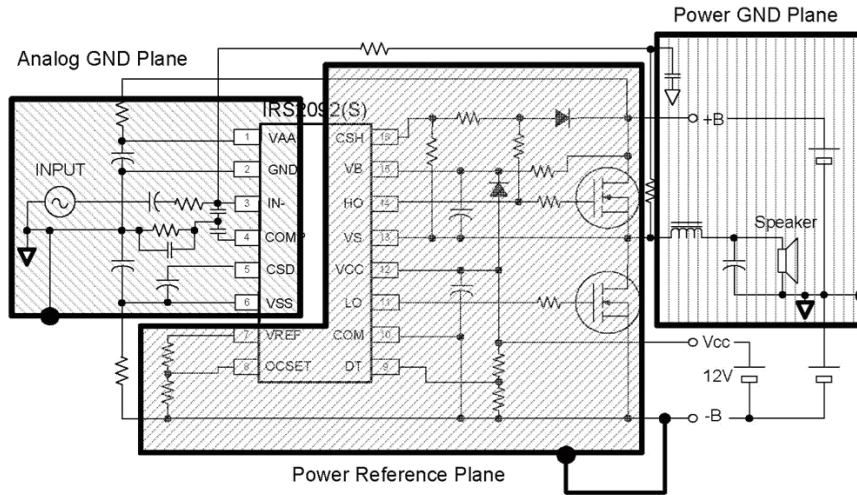 Power GND Plane
Analog GND Plane
IRS2092(S)
1 VAA CSH 16
+B
2 GND VB 15
INPUT
3 IN- HO 14
Speaker
4 COMP VS 13
5 CSD VCC 12
6 VSS LO 11
7 VREF COM 10
Vcc
8 OCSET DT 9
12V
-B
Power Reference Plane